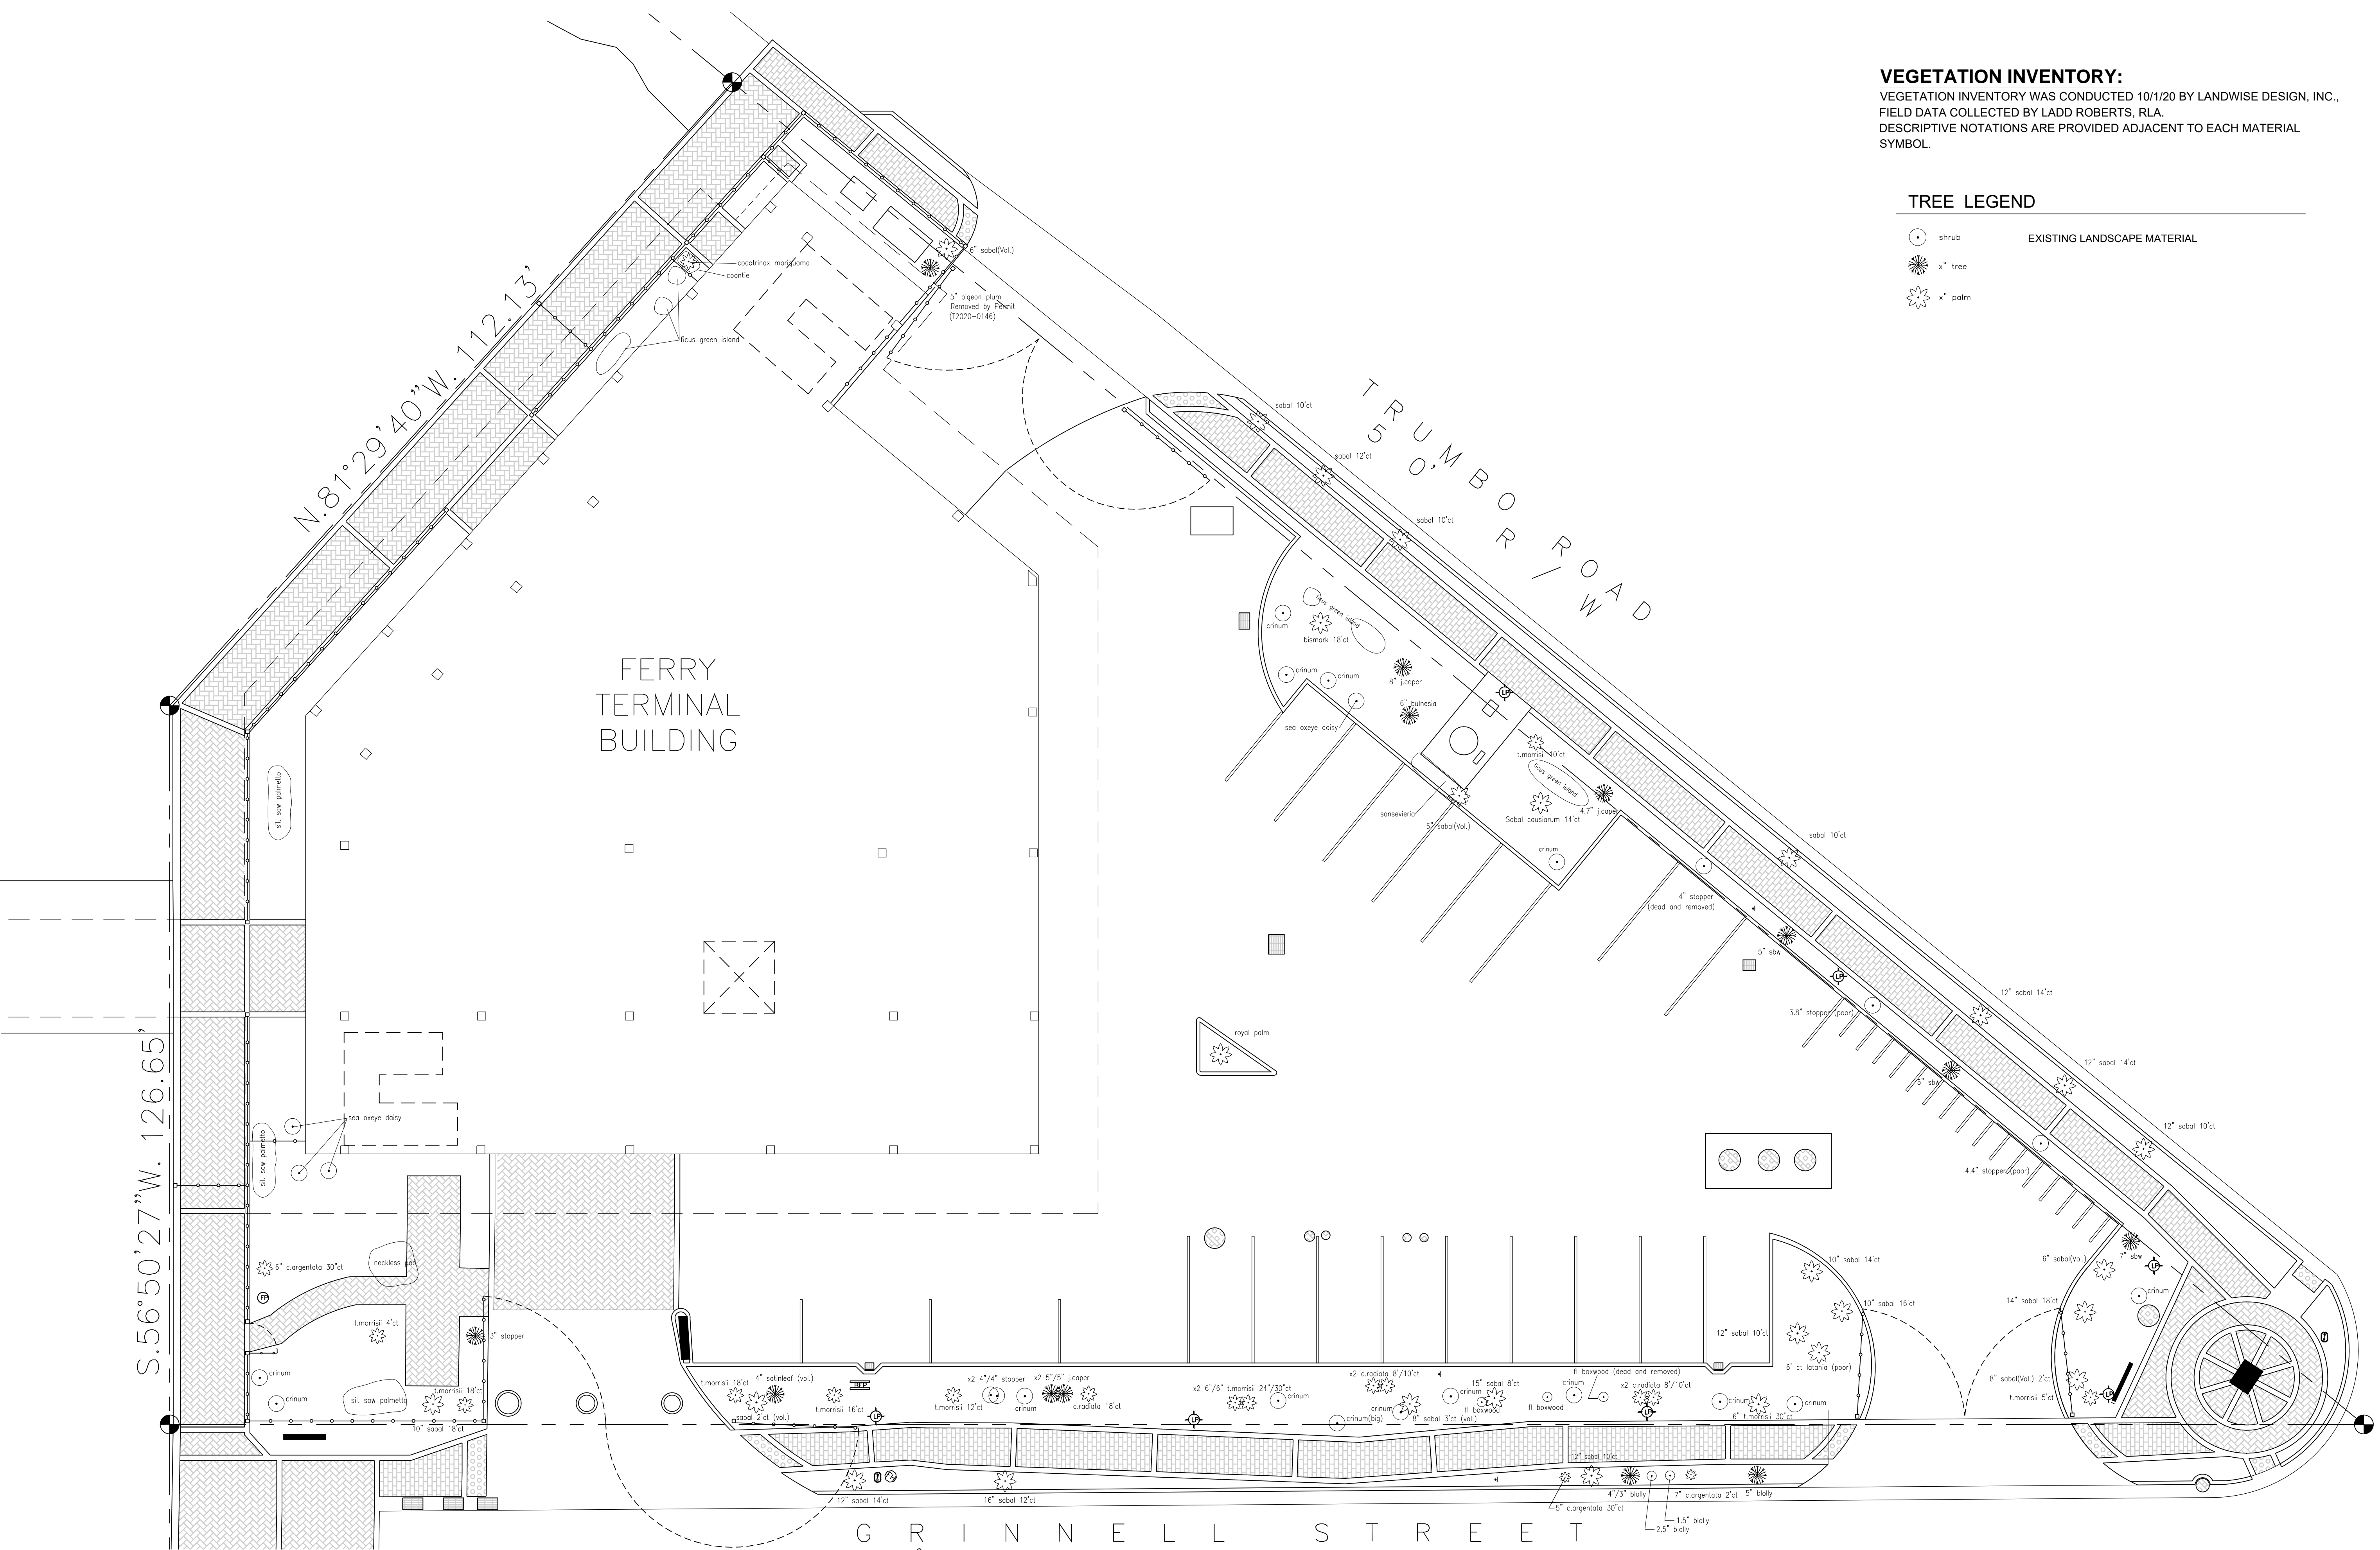 VEGETATION INVENTORY:
VEGETATION INVENTORY WAS CONDUCTED 10/1/20 BY LANDWISE DESIGN, INC.,
FIELD DATA COLLECTED BY LADD ROBERTS, RLA.
DESCRIPTIVE NOTATIONS ARE PROVIDED ADJACENT TO EACH MATERIAL
SYMBOL.
TREE LEGEND
shrub
EXISTING LANDSCAPE MATERIAL
x" tree
x" palm
6" sabal(Vol.)
cocotrinax mariguama
coontie
5" pigeon plum
Removed by Permit
(T2020-0146)
ficus green island
N.81°29'40"W. 112.13'
TRUMBO ROAD
50' R/W
sabal 10'ct
sabal 12'ct
sabal 10'ct
ficus green island
crinum
bismark 18'ct
crinum
crinum
8" j.caper
6" bulnesia
sea oxeye daisy
LP
t.morrisii 10'ct
ficus green island
4.7" j.caper
sansevieria
6" sabal(Vol.)
Sabal causiarum 14'ct
crinum
sabal 10'ct
4" stopper
(dead and removed)
5" sbw
LP
12" sabal 14'ct
3.8" stopper (poor)
12" sabal 14'ct
5" sbw
12" sabal 10'ct
4.4" stopper (poor)
FERRY
TERMINAL
BUILDING
sil. saw palmetto
royal palm
S.56°50'27"W. 126.65'
sea oxeye daisy
sil. saw palmetto
6" c.argentata 30"ct
neckless pod
FP
t.morrisii 4'ct
3" stopper
crinum
crinum
sil. saw palmetto
t.morrisii 18"ct
10" sabal 18'ct
10" sabal 14'ct
10" sabal 16'ct
12" sabal 10'ct
6' ct latania (poor)
6" sabal(Vol.)
7" sbw
LP
crinum
14" sabal 18'ct
8" sabal(Vol.) 2'ct
t.morrisii 5'ct
LP
t.morrisii 18"ct
4" satinleaf (vol.)
sabal 2'ct (vol.)
t.morrisii 16"ct
BFP
LP
x2 4"/4" stopper
t.morrisii 12"ct
crinum
x2 5"/5" j.caper
c.radiata 18"ct
LP
x2 6"/6" t.morrisii 24"/30"ct
crinum
crinum(big)
x2 c.radiata 8'/10'ct
crinum
8" sabal 3'ct (vol.)
crinum
15" sabal 8'ct
fl boxwood
fl boxwood
crinum
fl boxwood (dead and removed)
x2 c.radiata 8'/10'ct
LP
crinum
6" t.morrisii 30"ct
crinum
12" sabal 14'ct
16" sabal 12'ct
12" sabal 10'ct
5" c.argentata 30"ct
4"/3" blolly
2.5" blolly
1.5" blolly
7" c.argentata 2'ct
5" blolly
GRINNELL STREET